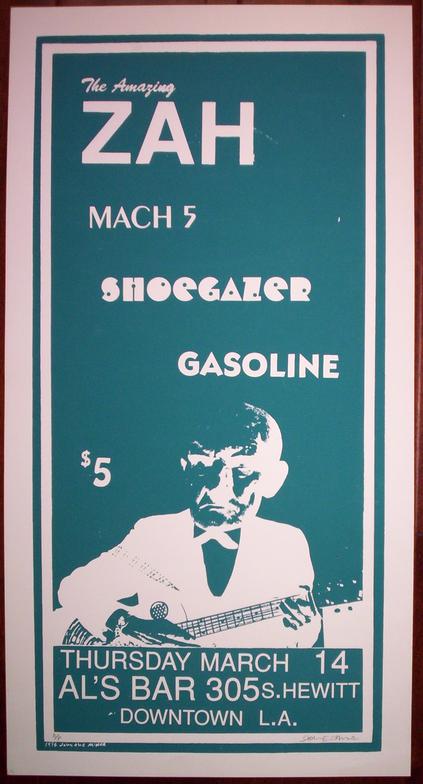 The Amazing
ZAH
MACH 5
SHOEGAZER
GASOLINE
$5
THURSDAY MARCH 14
AL'S BAR 305 S. HEWITT
DOWNTOWN L.A.